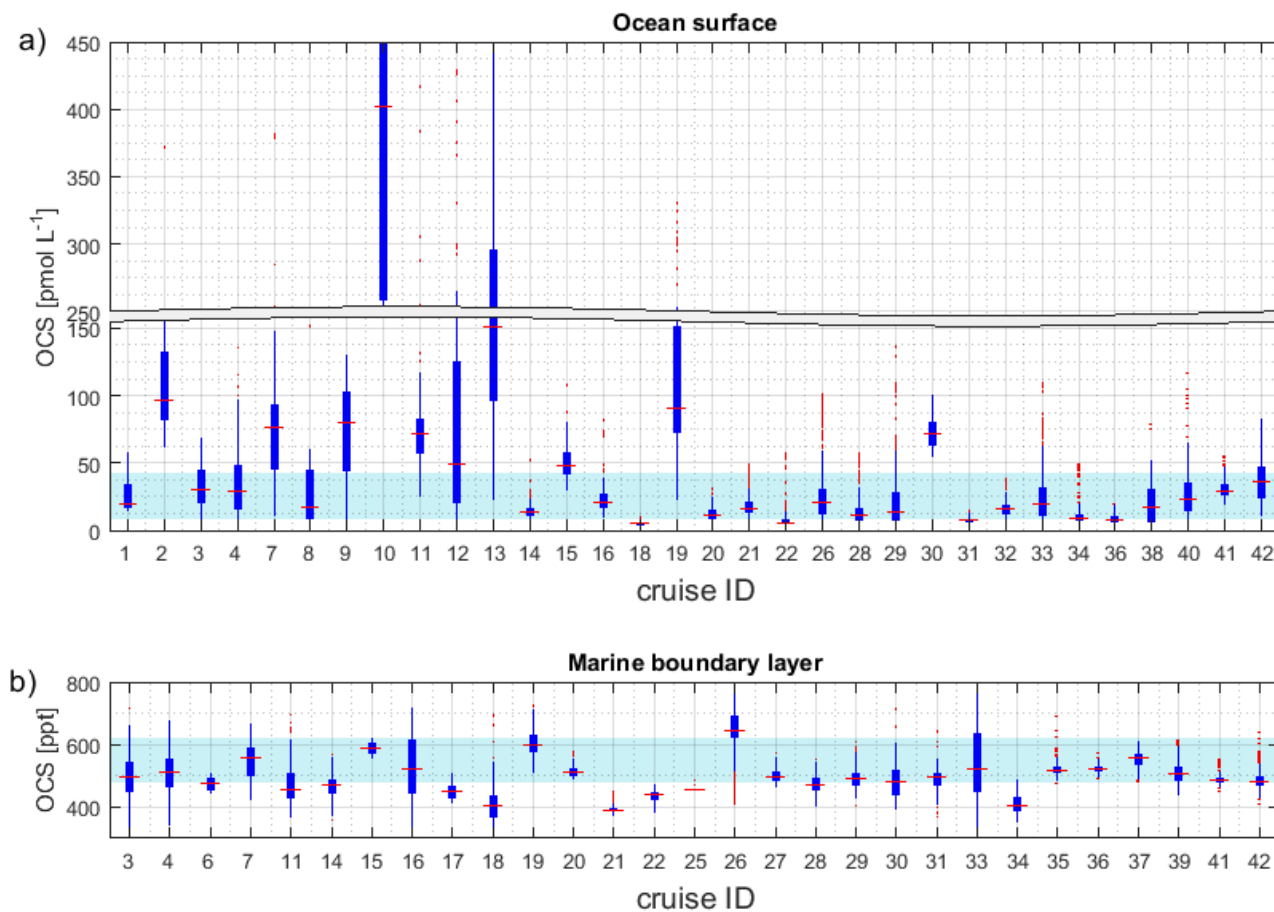 a)
Ocean surface
OCS [pmol L⁻¹]
450
400
350
300
250
150
100
50
0
1 2 3 4 7 8 9 10 11 12 13 14 15 16 18 19 20 21 22 26 28 29 30 31 32 33 34 36 38 40 41 42
cruise ID
b)
Marine boundary layer
OCS [ppt]
800
600
400
3 4 6 7 11 14 15 16 17 18 19 20 21 22 25 26 27 28 29 30 31 33 34 35 36 37 39 41 42
cruise ID